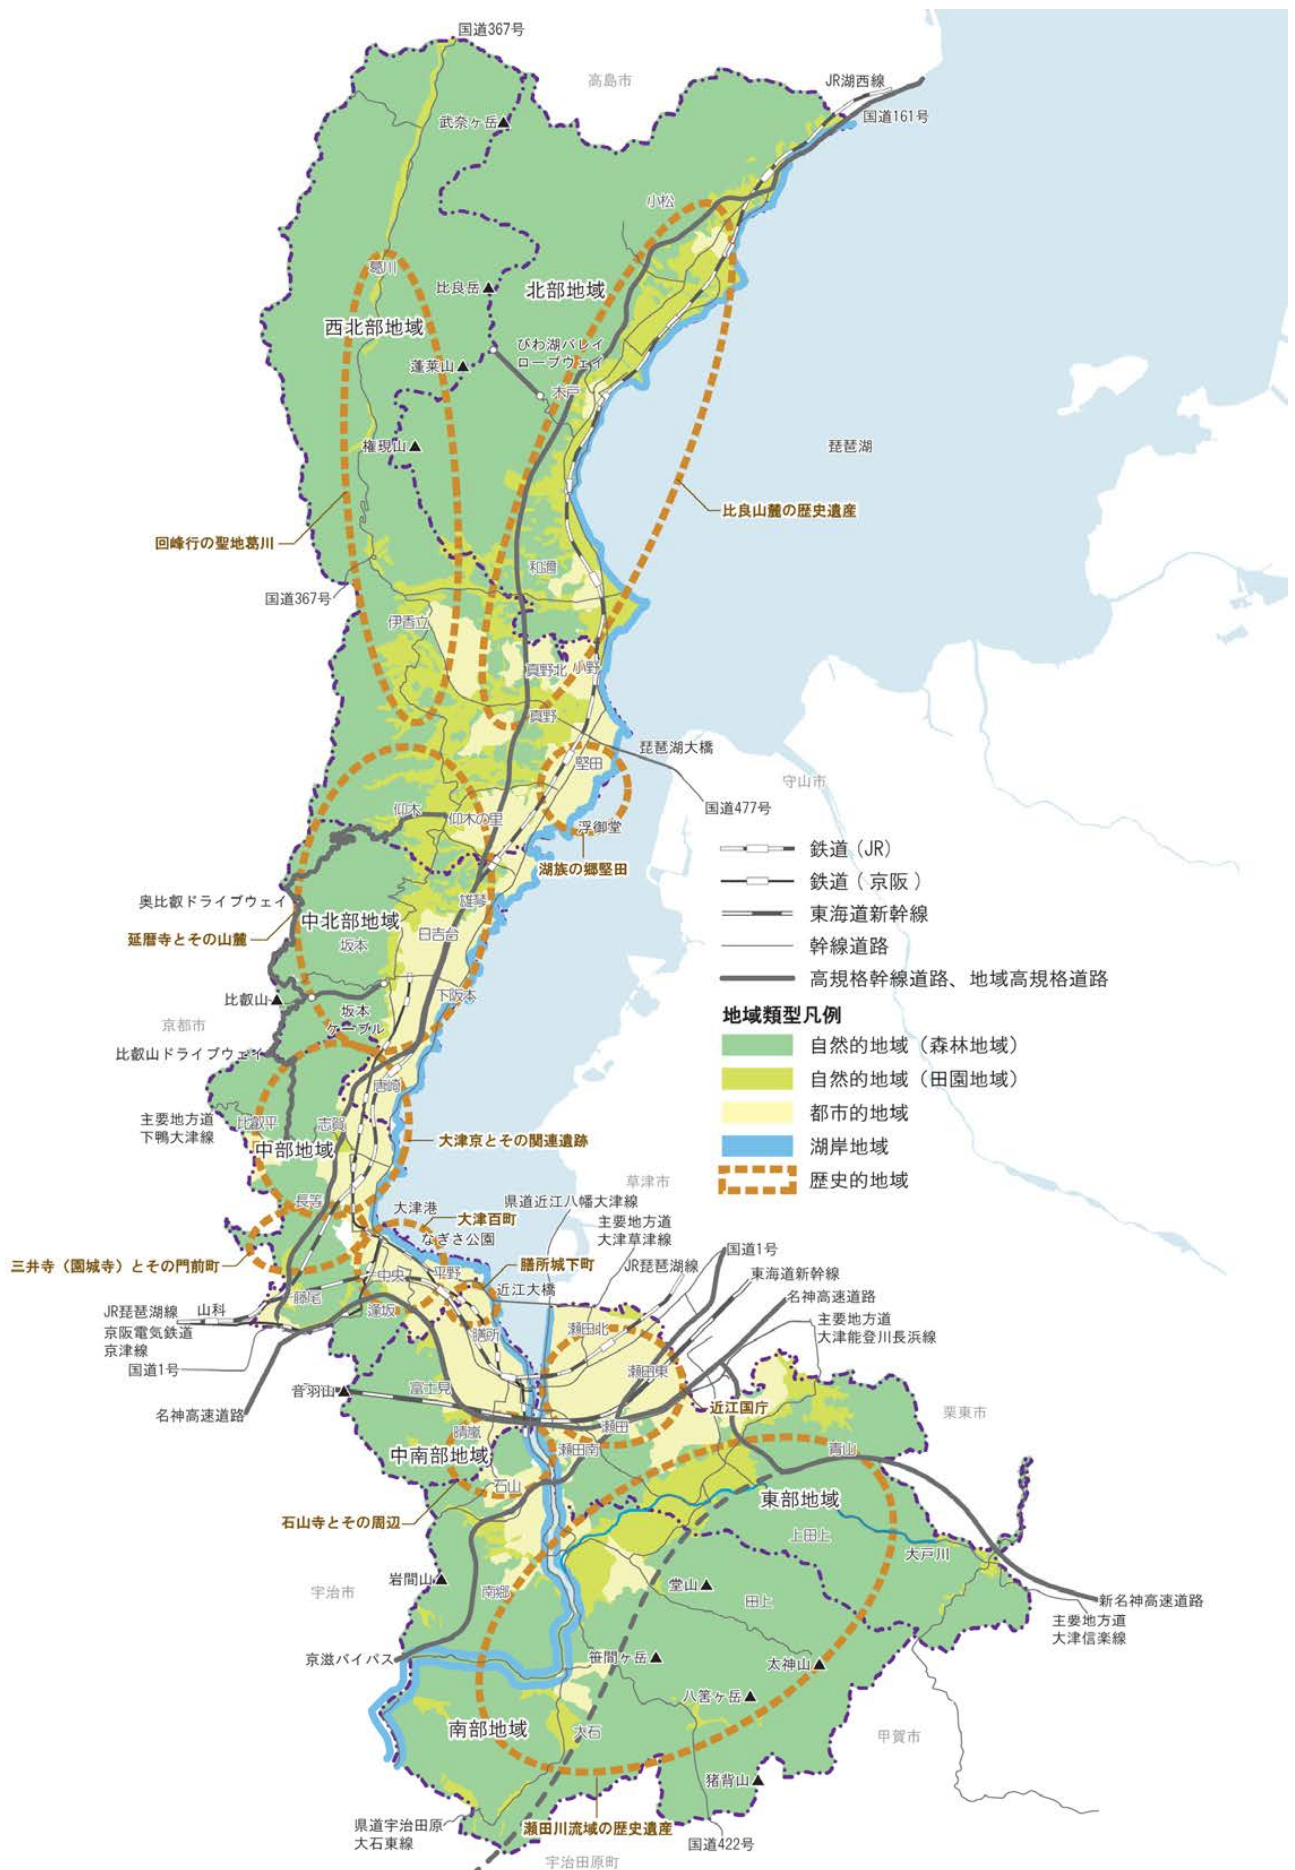 国道367号
高島市
JR湖西線
国道161号
武奈ヶ岳▲
小松
葛川
比良岳▲
北部地域
西北部地域
びわ湖バレイ
ロープウェイ
蓬莱山▲
木戸
権現山▲
琵琶湖
比良山麓の歴史遺産
回峰行の聖地葛川
和邇
国道367号
伊香立
真野北
小野
真野
琵琶湖大橋
堅田
守山市
国道477号
仰木
仰木の里
浮御堂
湖族の郷堅田
鉄道(JR)
鉄道(京阪)
東海道新幹線
幹線道路
高規格幹線道路、地域高規格道路
地域類型凡例
自然的地域(森林地域)
自然的地域(田園地域)
都市的地域
湖岸地域
歴史的地域
奥比叡ドライブウェイ
雄琴
中北部地域
日吉台
延暦寺とその山麓
坂本
下阪本
比叡山▲
坂本
ケーブル
京都市
比叡山ドライブウェイ
唐崎
主要地方道
下鴨大津線
比叡平
志賀
大津京とその関連遺跡
中部地域
草津市
長等
大津港
県道近江八幡大津線
大津百町
なぎさ公園
主要地方道
大津草津線
国道1号
三井寺(園城寺)とその門前町
膳所城下町
JR琵琶湖線
東海道新幹線
中央
平野
近江大橋
名神高速道路
藤尾
JR琵琶湖線
山科
逢坂
主要地方道
大津能登川長浜線
京阪電気鉄道
京津線
膳所
瀬田北
国道1号
瀬田東
音羽山▲
富士見
近江国庁
名神高速道路
栗東市
晴嵐
瀬田
瀬田南
青山
中南部地域
石山
東部地域
石山寺とその周辺
上田上
大戸川
岩間山▲
宇治市
南郷
堂山▲
田上
新名神高速道路
主要地方道
大津信楽線
京滋バイパス
笹間ヶ岳▲
太神山▲
八筈ヶ岳▲
南部地域
大石
甲賀市
猪背山▲
県道宇治田原
大石東線
瀬田川流域の歴史遺産
国道422号
宇治田原町